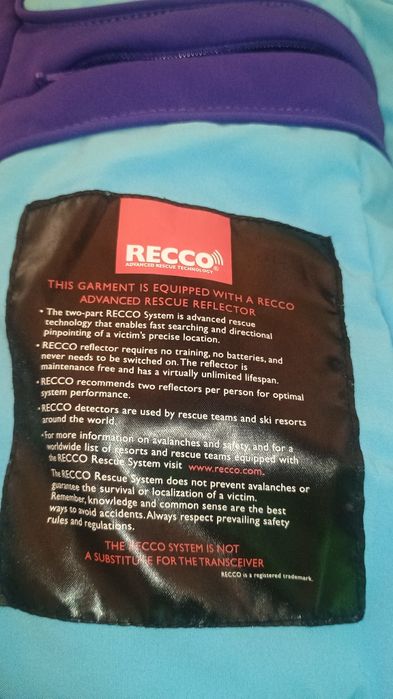 RECCO
ADVANCED RESCUE TECHNOLOGY
®
THIS GARMENT IS EQUIPPED WITH A RECCO
ADVANCED RESCUE REFLECTOR
• The two-part RECCO System is advanced rescue
technology that enables fast searching and directional
pinpointing of a victim's precise location.
• RECCO reflector requires no training, no batteries, and
never needs to be switched on. The reflector is
maintenance free and has a virtually unlimited lifespan.
• RECCO recommends two reflectors per person for optimal
system performance.
• RECCO detectors are used by rescue teams and ski resorts
around the world.
• For more information on avalanches and safety, and for a
worldwide list of resorts and rescue teams equipped with
the RECCO Rescue System visit www.recco.com.
The RECCO Rescue System does not prevent avalanches or
guarantee the survival or localization of a victim.
Remember, knowledge and common sense are the best
ways to avoid accidents. Always respect prevailing safety
rules and regulations.
THE RECCO SYSTEM IS NOT
A SUBSTITUTE FOR THE TRANSCEIVER
RECCO is a registered trademark.